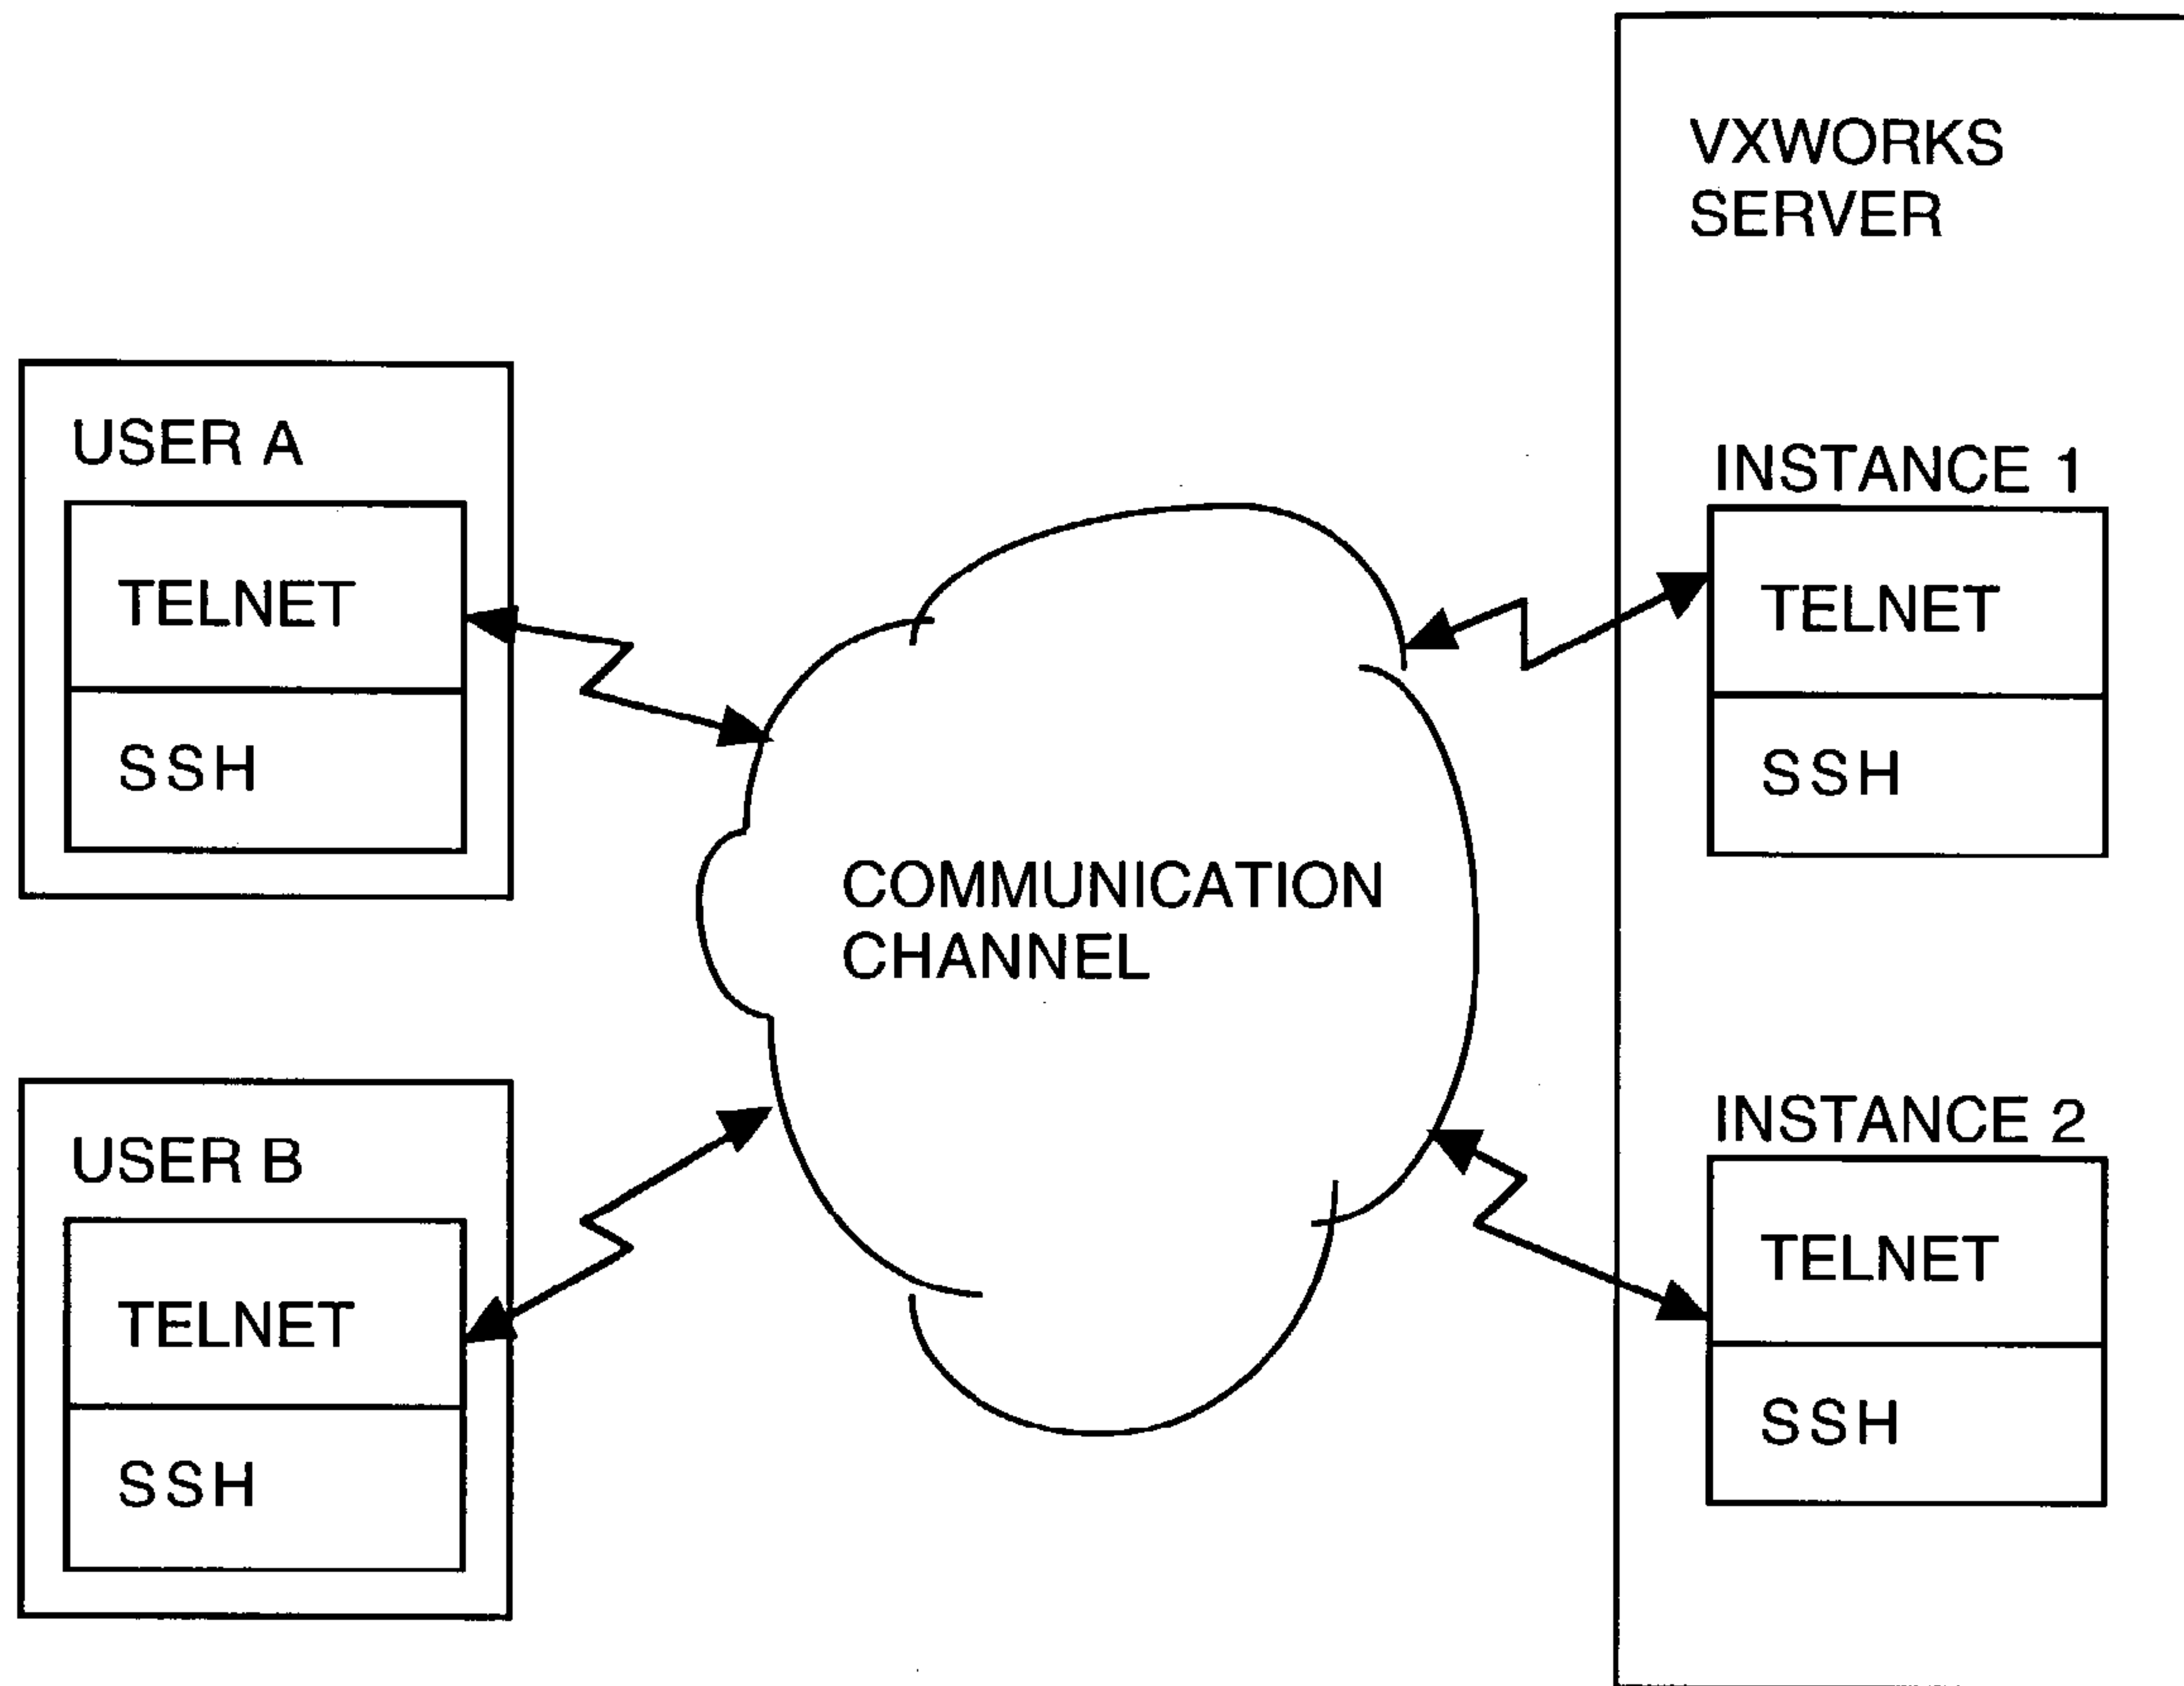 VXWORKS
SERVER
USER A
TELNET
SSH
COMMUNICATION
CHANNEL
INSTANCE 1
TELNET
SSH
USER B
TELNET
SSH
INSTANCE 2
TELNET
SSH